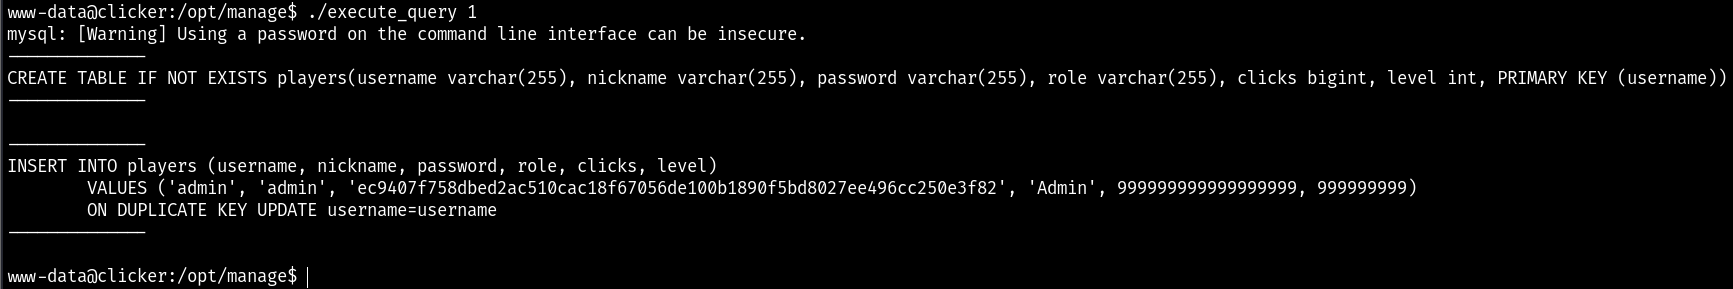 www-data@clicker:/opt/manage$ ./execute_query 1
mysql: [Warning] Using a password on the command line interface can be insecure.
--------------
CREATE TABLE IF NOT EXISTS players(username varchar(255), nickname varchar(255), password varchar(255), role varchar(255), clicks bigint, level int, PRIMARY KEY (username))
--------------
--------------
INSERT INTO players (username, nickname, password, role, clicks, level)
        VALUES ('admin', 'admin', 'ec9407f758dbed2ac510cac18f67056de100b1890f5bd8027ee496cc250e3f82', 'Admin', 999999999999999999, 999999999)
        ON DUPLICATE KEY UPDATE username=username
--------------
www-data@clicker:/opt/manage$